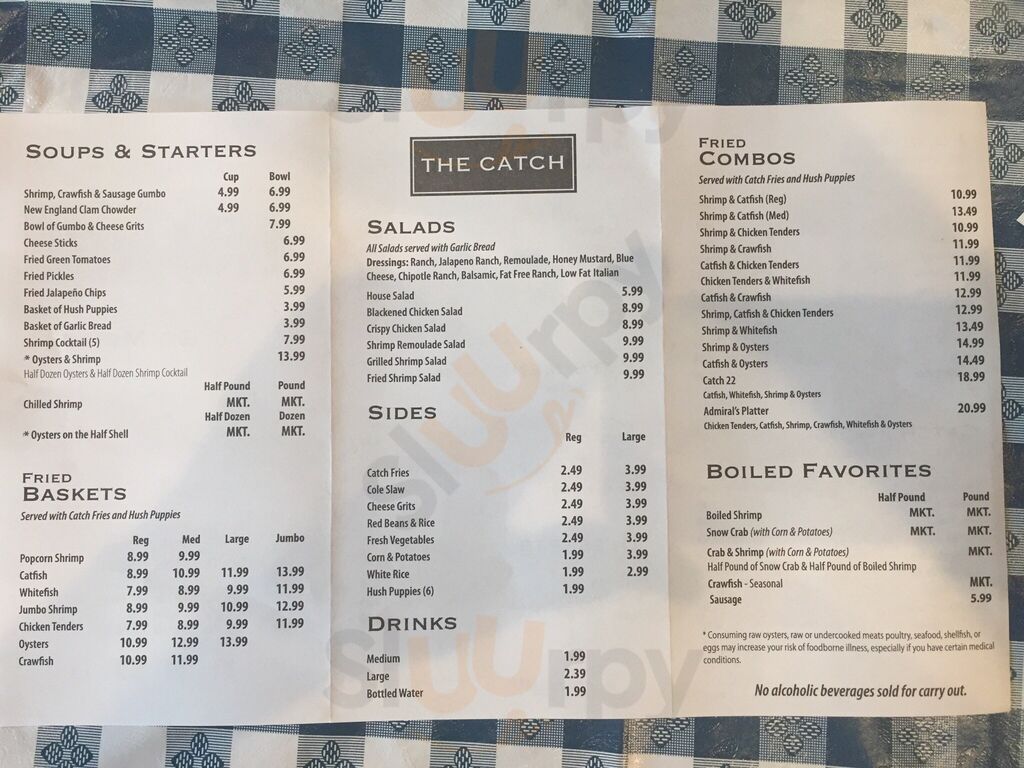 SOUPS & STARTERS
Cup Bowl
Shrimp, Crawfish & Sausage Gumbo 4.99 6.99
New England Clam Chowder 4.99 6.99
Bowl of Gumbo & Cheese Grits 7.99
Cheese Sticks 6.99
Fried Green Tomatoes 6.99
Fried Pickles 6.99
Fried Jalapeño Chips 5.99
Basket of Hush Puppies 3.99
Basket of Garlic Bread 3.99
Shrimp Cocktail (5) 7.99
* Oysters & Shrimp 13.99
Half Dozen Oysters & Half Dozen Shrimp Cocktail
Half Pound Pound
Chilled Shrimp MKT. MKT.
Half Dozen Dozen
* Oysters on the Half Shell MKT. MKT.
FRIED
BASKETS
Served with Catch Fries and Hush Puppies
Reg Med Large Jumbo
Popcorn Shrimp 8.99 9.99
Catfish 8.99 10.99 11.99 13.99
Whitefish 7.99 8.99 9.99 11.99
Jumbo Shrimp 8.99 9.99 10.99 12.99
Chicken Tenders 7.99 8.99 9.99 11.99
Oysters 10.99 12.99 13.99
Crawfish 10.99 11.99
THE CATCH
SALADS
All Salads served with Garlic Bread
Dressings: Ranch, Jalapeno Ranch, Remoulade, Honey Mustard, Blue
Cheese, Chipotle Ranch, Balsamic, Fat Free Ranch, Low Fat Italian
House Salad 5.99
Blackened Chicken Salad 8.99
Crispy Chicken Salad 8.99
Shrimp Remoulade Salad 9.99
Grilled Shrimp Salad 9.99
Fried Shrimp Salad 9.99
SIDES
Reg Large
Catch Fries 2.49 3.99
Cole Slaw 2.49 3.99
Cheese Grits 2.49 3.99
Red Beans & Rice 2.49 3.99
Fresh Vegetables 2.49 3.99
Corn & Potatoes 1.99 3.99
White Rice 1.99 2.99
Hush Puppies (6) 1.99
DRINKS
Medium 1.99
Large 2.39
Bottled Water 1.99
FRIED
COMBOS
Served with Catch Fries and Hush Puppies
Shrimp & Catfish (Reg) 10.99
Shrimp & Catfish (Med) 13.49
Shrimp & Chicken Tenders 10.99
Shrimp & Crawfish 11.99
Catfish & Chicken Tenders 11.99
Chicken Tenders & Whitefish 11.99
Catfish & Crawfish 12.99
Shrimp, Catfish & Chicken Tenders 12.99
Shrimp & Whitefish 13.49
Shrimp & Oysters 14.99
Catfish & Oysters 14.49
Catch 22 18.99
Catfish, Whitefish, Shrimp & Oysters
Admiral's Platter 20.99
Chicken Tenders, Catfish, Shrimp, Crawfish, Whitefish & Oysters
BOILED FAVORITES
Half Pound Pound
Boiled Shrimp MKT. MKT.
Snow Crab (with Corn & Potatoes) MKT. MKT.
Crab & Shrimp (with Corn & Potatoes) MKT.
Half Pound of Snow Crab & Half Pound of Boiled Shrimp
Crawfish - Seasonal MKT.
Sausage 5.99
* Consuming raw oysters, raw or undercooked meats poultry, seafood, shellfish, or
eggs may increase your risk of foodborne illness, especially if you have certain medical
conditions.
No alcoholic beverages sold for carry out.
sluurpy
sluurpy
sluurpy